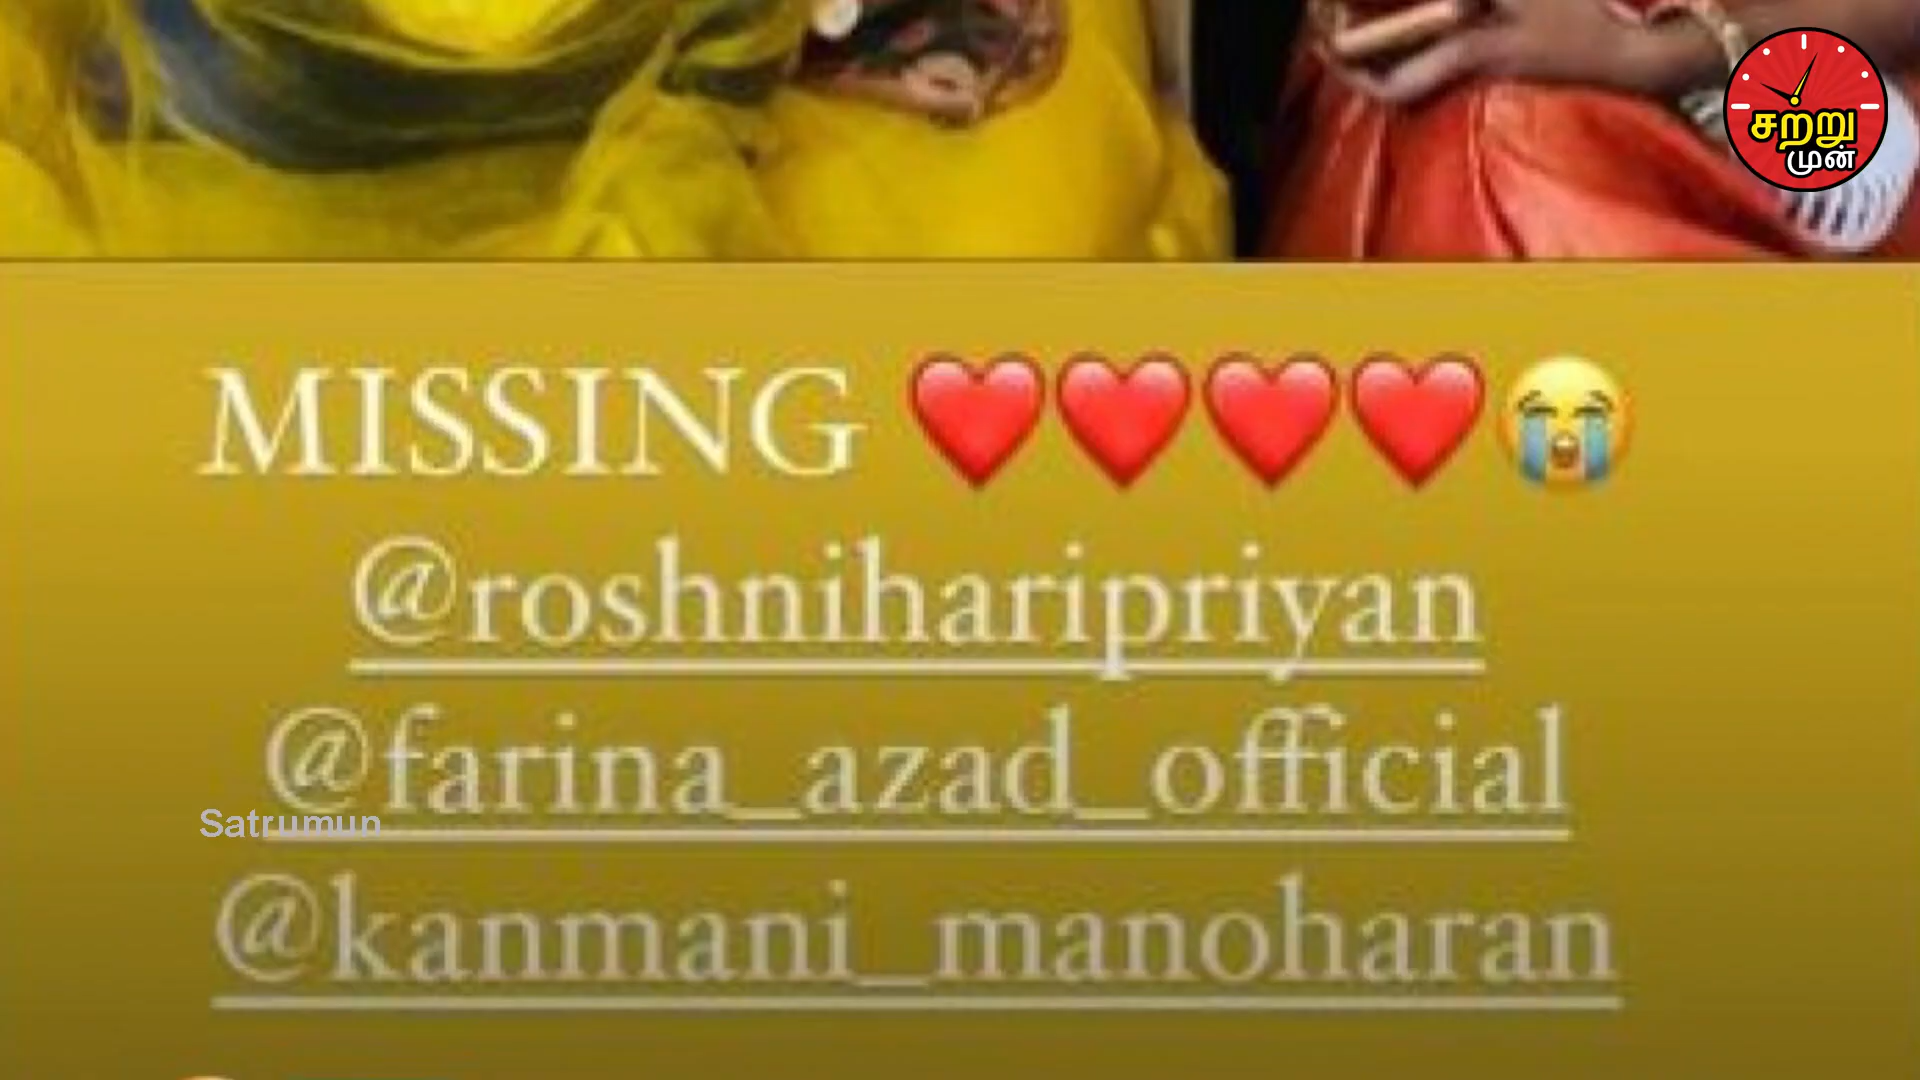 சற்று
முன்
MISSING ❤️❤️❤️❤️😭
@roshniharipriyan
@farina_azad_official
Satrumun
@kanmani_manoharan